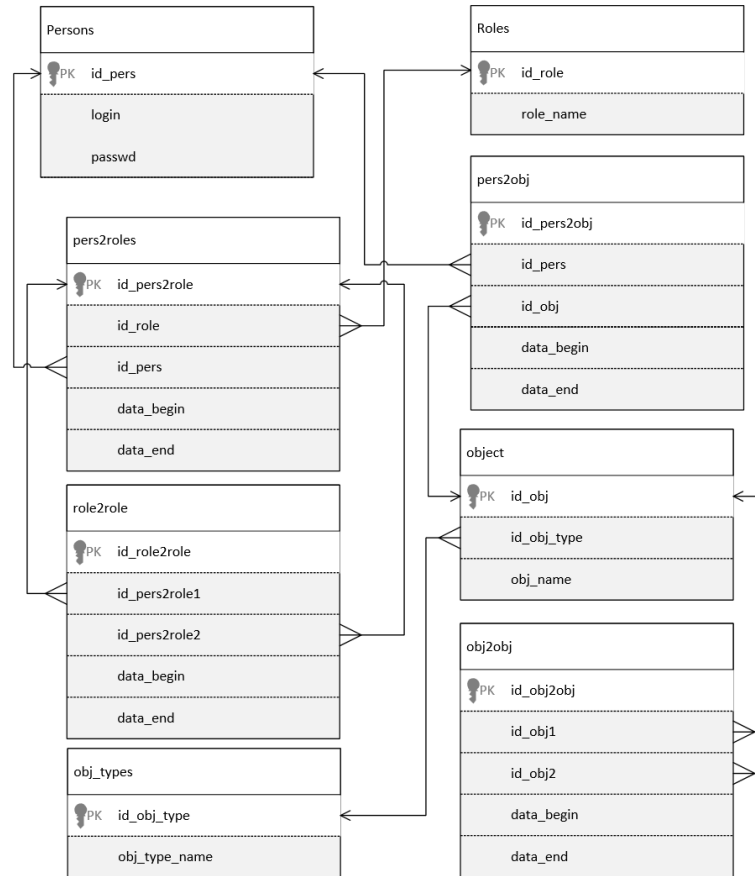 Persons
PK id_pers
login
passwd
Roles
PK id_role
role_name
pers2roles
PK id_pers2role
id_role
id_pers
data_begin
data_end
pers2obj
PK id_pers2obj
id_pers
id_obj
data_begin
data_end
role2role
PK id_role2role
id_pers2role1
id_pers2role2
data_begin
data_end
object
PK id_obj
id_obj_type
obj_name
obj_types
PK id_obj_type
obj_type_name
obj2obj
PK id_obj2obj
id_obj1
id_obj2
data_begin
data_end